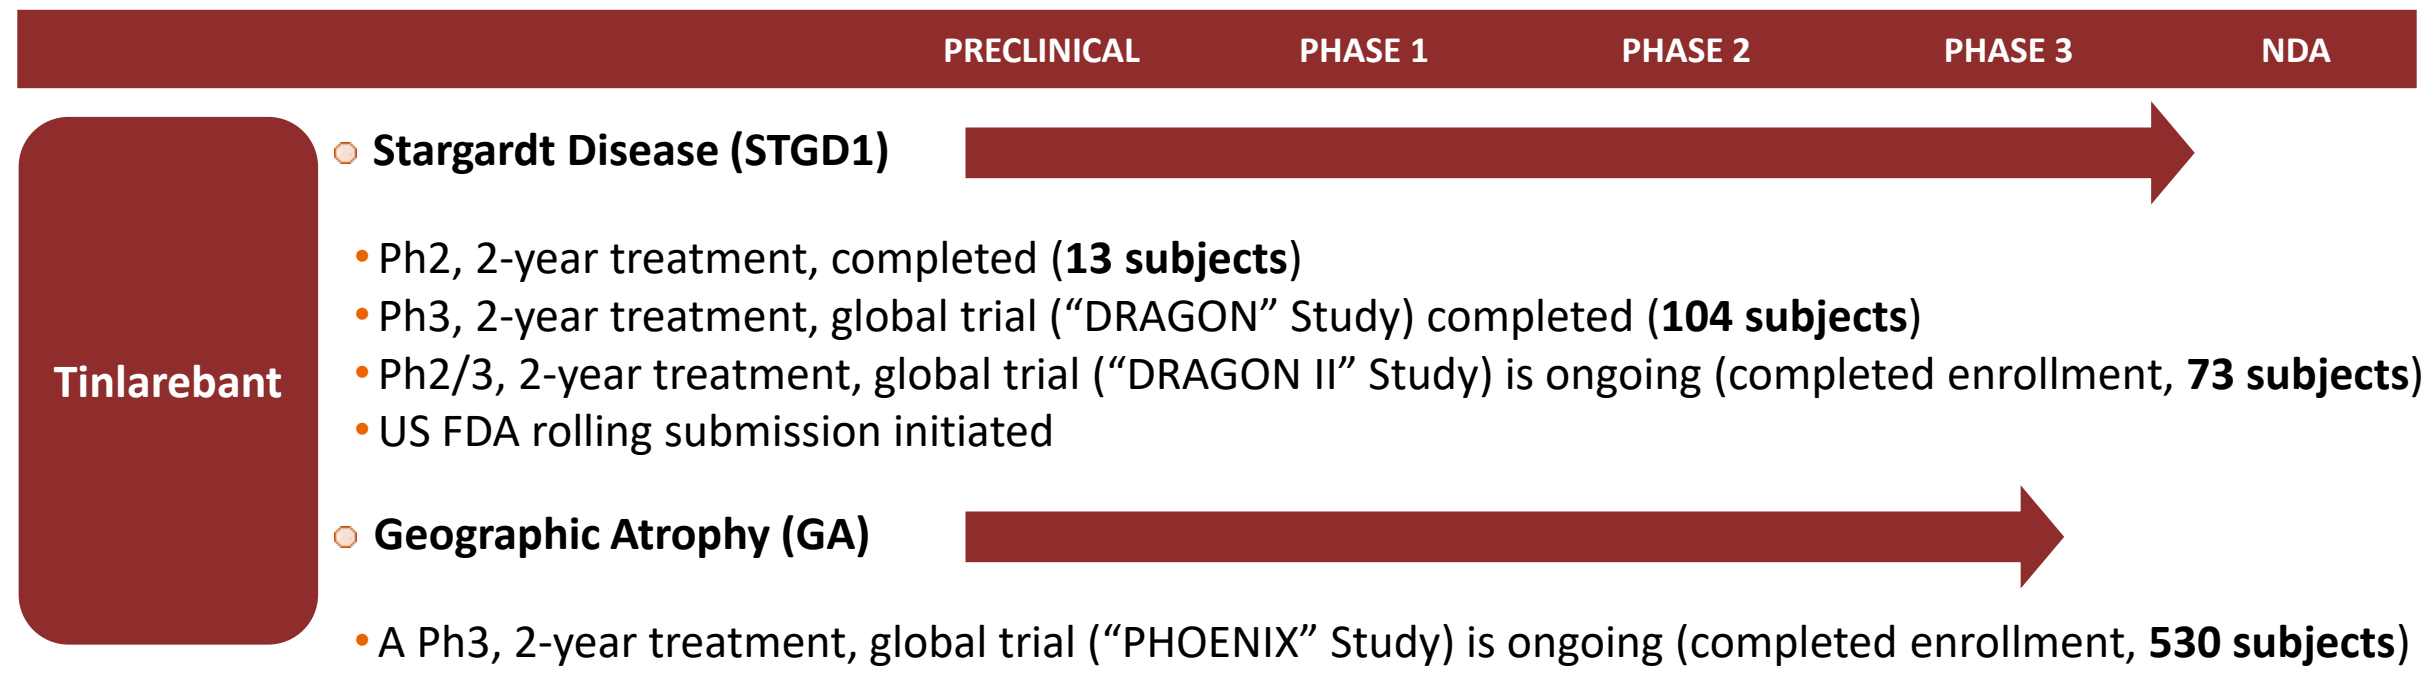 PRECLINICAL PHASE 1 PHASE 2 PHASE 3 NDA
Tinlarebant
Stargardt Disease (STGD1)
• Ph2, 2-year treatment, completed (13 subjects)
• Ph3, 2-year treatment, global trial (“DRAGON” Study) completed (104 subjects)
• Ph2/3, 2-year treatment, global trial (“DRAGON II” Study) is ongoing (completed enrollment, 73 subjects)
• US FDA rolling submission initiated
Geographic Atrophy (GA)
• A Ph3, 2-year treatment, global trial (“PHOENIX” Study) is ongoing (completed enrollment, 530 subjects)